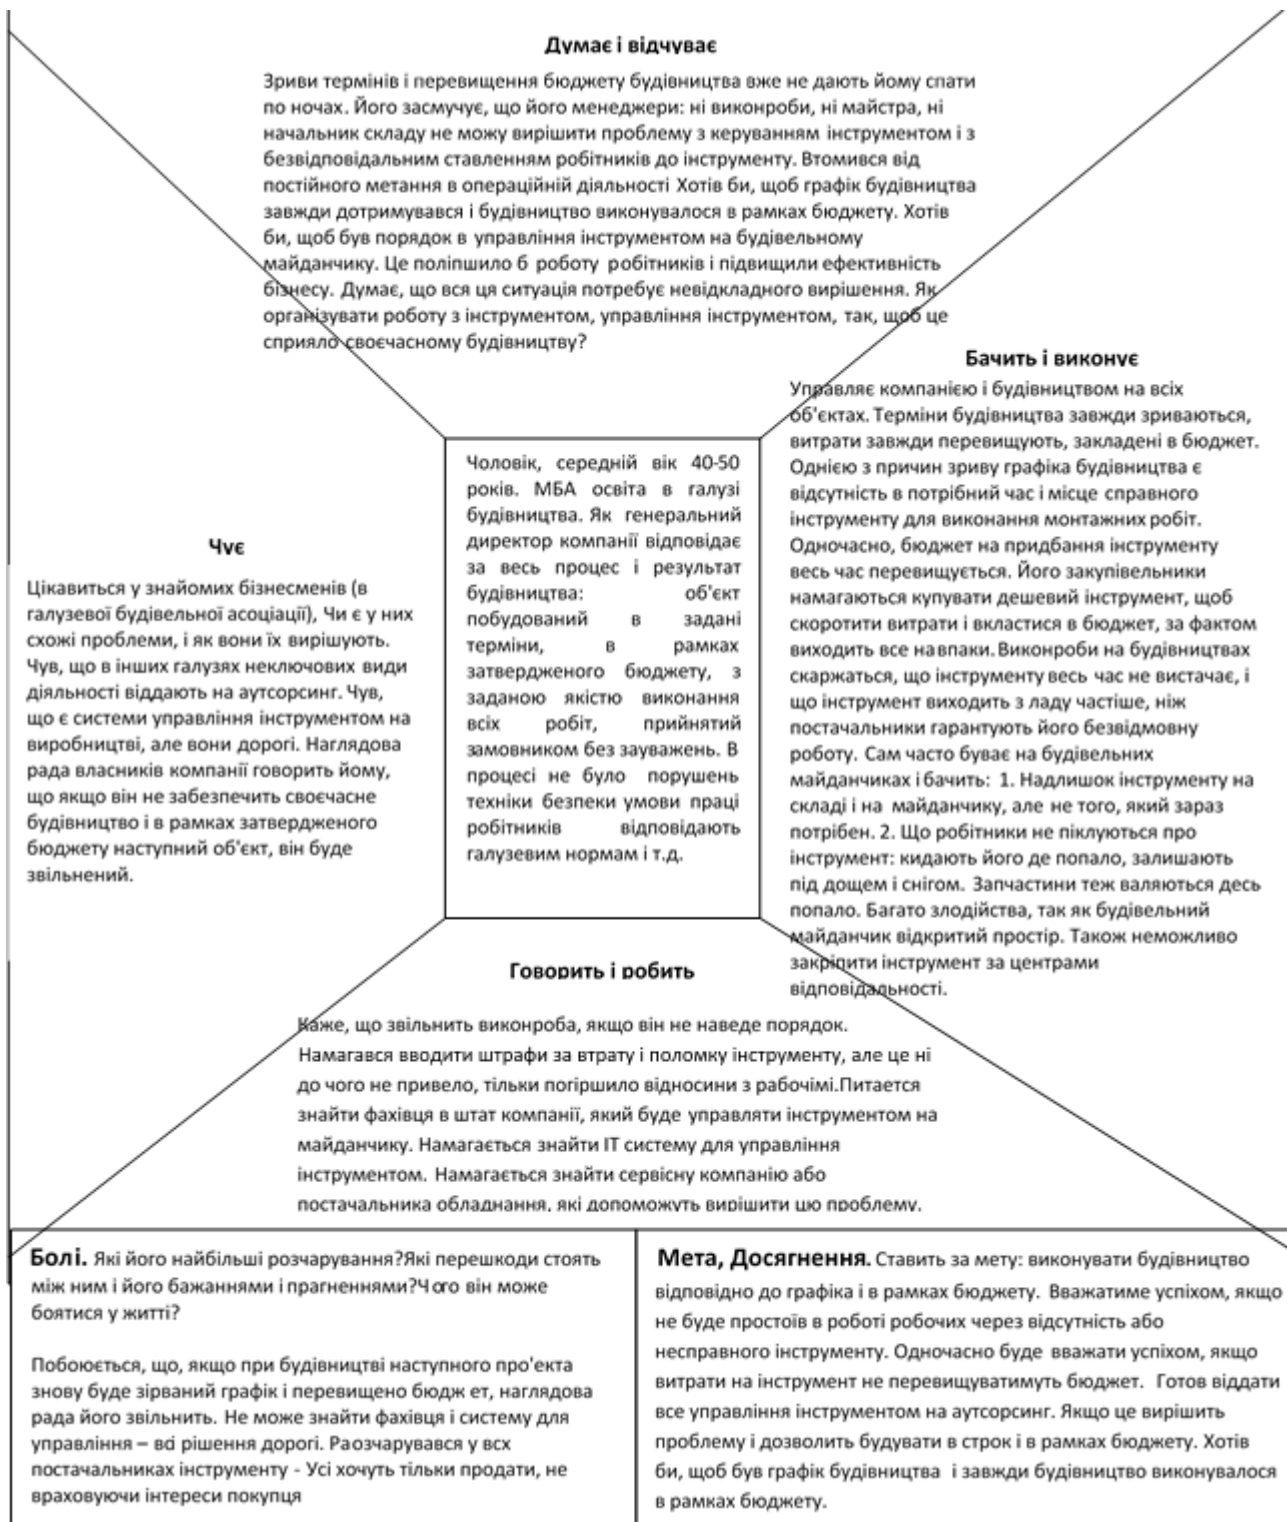 Думає і відчуває
Зриви термінів і перевищення бюджету будівництва вже не дають йому спати
по ночах. Його засмучує, що його менеджери: ні виконроби, ні майстра, ні
начальник складу не можу вирішити проблему з керуванням інструментом і з
безвідповідальним ставленням робітників до інструменту. Втомився від
постійного метання в операційній діяльності Хотів би, щоб графік будівництва
завжди дотримувався і будівництво виконувалося в рамках бюджету. Хотів
би, щоб був порядок в управління інструментом на будівельному
майданчику. Це поліпшило б роботу робітників і підвищили ефективність
бізнесу. Думає, що вся ця ситуація потребує невідкладного вирішення. Як
організувати роботу з інструментом, управління інструментом, так, щоб це
сприяло своєчасному будівництву?
Бачить і виконує
Управляє компанією і будівництвом на всіх
об'єктах. Терміни будівництва завжди зриваються,
витрати завжди перевищують, закладені в бюджет.
Однією з причин зриву графіка будівництва є
відсутність в потрібний час і місце справного
інструменту для виконання монтажних робіт.
Одночасно, бюджет на придбання інструменту
весь час перевищується. Його закупівельники
намагаються купувати дешевий інструмент, щоб
скоротити витрати і вкластися в бюджет, за фактом
виходить все навпаки. Виконроби на будівництвах
скаржаться, що інструменту весь час не вистачає, і
що інструмент виходить з ладу частіше, ніж
постачальники гарантують його безвідмовну
роботу. Сам часто буває на будівельних
майданчиках і бачить: 1. Надлишок інструменту на
складі і на майданчику, але не того, який зараз
потрібен. 2. Що робітники не піклуються про
інструмент: кидають його де попало, залишають
під дощем і снігом. Запчастини теж валяються десь
попало. Багато злодійства, так як будівельний
майданчик відкритий простір. Також неможливо
закріпити інструмент за центрами
відповідальності.
Чоловік, середній вік 40-50
років. МБА освіта в галузі
будівництва. Як генеральний
директор компанії відповідає
за весь процес і результат
будівництва: об'єкт
побудований в задані
терміни, в рамках
затвердженого бюджету, з
заданою якістю виконання
всіх робіт, прийнятий
замовником без зауважень. В
процесі не було порушень
техніки безпеки умови праці
робітників відповідають
галузевим нормам і т.д.
Чує
Цікавиться у знайомих бізнесменів (в
галузевої будівельної асоціації), Чи є у них
схожі проблеми, і як вони їх вирішують.
Чув, що в інших галузях неключових види
діяльності віддають на аутсорсинг. Чув,
що є системи управління інструментом на
виробництві, але вони дорогі. Наглядова
рада власників компанії говорить йому,
що якщо він не забезпечить своєчасне
будівництво і в рамках затвердженого
бюджету наступний об'єкт, він буде
звільнений.
Говорить і робить
Каже, що звільнить виконроба, якщо він не наведе порядок.
Намагався вводити штрафи за втрату і поломку інструменту, але це ні
до чого не привело, тільки погіршило відносини з рабочімі.Питается
знайти фахівця в штат компанії, який буде управляти інструментом на
майданчику. Намагається знайти ІТ систему для управління
інструментом. Намагається знайти сервісну компанію або
постачальника обладнання, які допоможуть вирішити цю проблему.
Болі. Які його найбільші розчарування?Які перешкоди стоять
між ним і його бажаннями і прагненнями?Чого він може
боятися у житті?
Побоюється, що, якщо при будівництві наступного про'екта
знову буде зірваний графік і перевищено бюдж ет, наглядова
рада його звільнить. Не може знайти фахівця і систему для
управління – всі рішення дорогі. Раозчарувався у всх
постачальниках інструменту - Усі хочуть тільки продати, не
враховуючи інтереси покупця
Мета, Досягнення. Ставить за мету: виконувати будівництво
відповідно до графіка і в рамках бюджету. Вважатиме успіхом, якщо
не буде простоїв в роботі робочих через відсутність або
несправного інструменту. Одночасно буде вважати успіхом, якщо
витрати на інструмент не перевищуватимуть бюджет. Готов віддати
все управління інструментом на аутсорсинг. Якщо це вирішить
проблему і дозволить будувати в строк і в рамках бюджету. Хотів
би, щоб був графік будівництва і завжди будівництво виконувалося
в рамках бюджету.